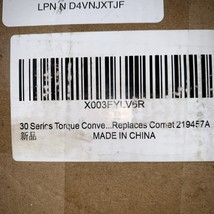 LPN N D4VNJXTJF
X003FYLV6R
30 Series Torque Conve...Replaces Comet 219457A
新品
MADE IN CHINA